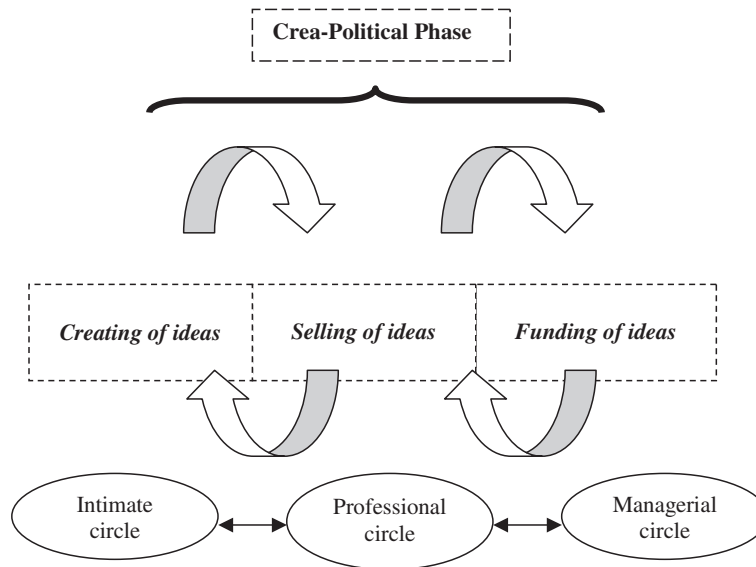 Crea-Political Phase
Creating of ideas
Selling of ideas
Funding of ideas
Intimate
circle
Professional
circle
Managerial
circle